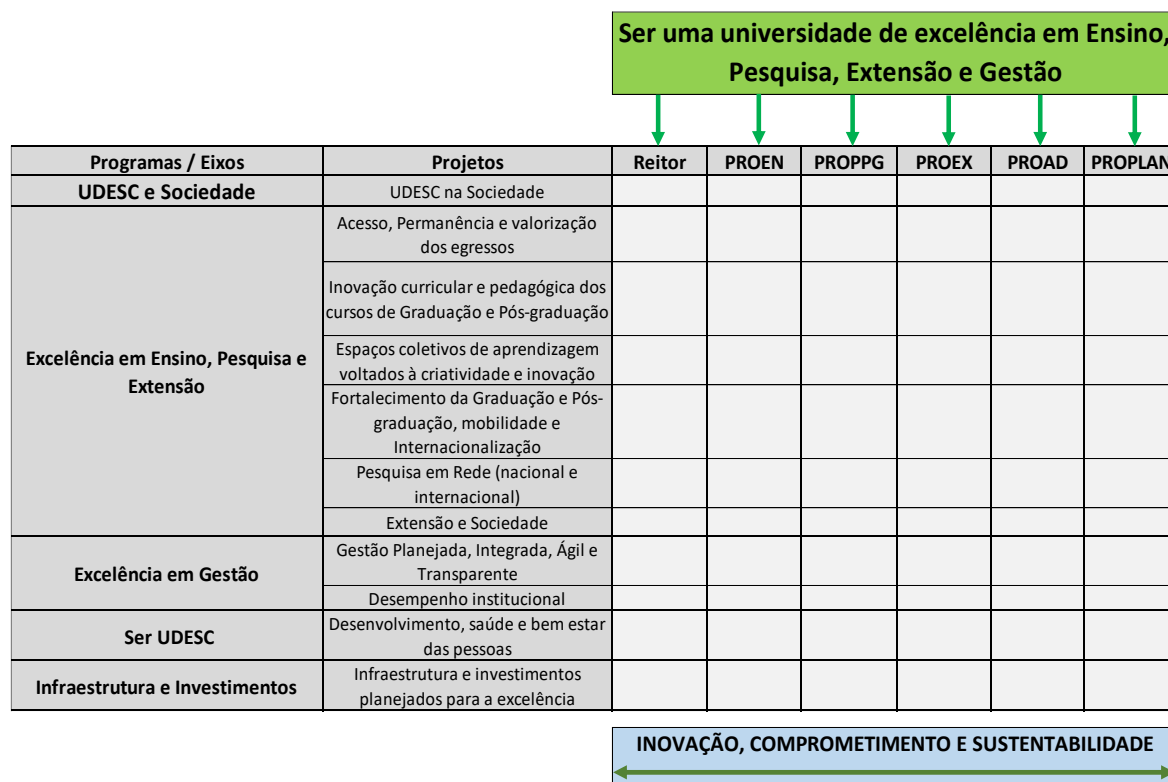 Ser uma universidade de excelência em Ensino,
Pesquisa, Extensão e Gestão
Programas / Eixos Projetos Reitor PROEN PROPPG PROEX PROAD PROPLAN
UDESC e Sociedade UDESC na Sociedade
Excelência em Ensino, Pesquisa e
Extensão
Acesso, Permanência e valorização
dos egressos
Inovação curricular e pedagógica dos
cursos de Graduação e Pós-graduação
Espaços coletivos de aprendizagem
voltados à criatividade e inovação
Fortalecimento da Graduação e Pós-
graduação, mobilidade e
Internacionalização
Pesquisa em Rede (nacional e
internacional)
Extensão e Sociedade
Excelência em Gestão
Gestão Planejada, Integrada, Ágil e
Transparente
Desempenho institucional
Ser UDESC
Desenvolvimento, saúde e bem estar
das pessoas
Infraestrutura e Investimentos
Infraestrutura e investimentos
planejados para a excelência
INOVAÇÃO, COMPROMETIMENTO E SUSTENTABILIDADE